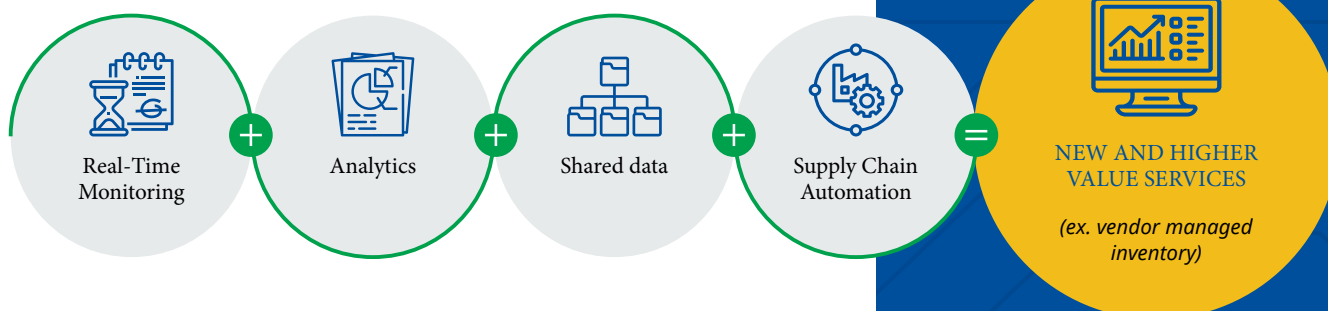 Real-Time
Monitoring
+
Analytics
+
Shared data
+
Supply Chain
Automation
=
NEW AND HIGHER
VALUE SERVICES
(ex. vendor managed
inventory)